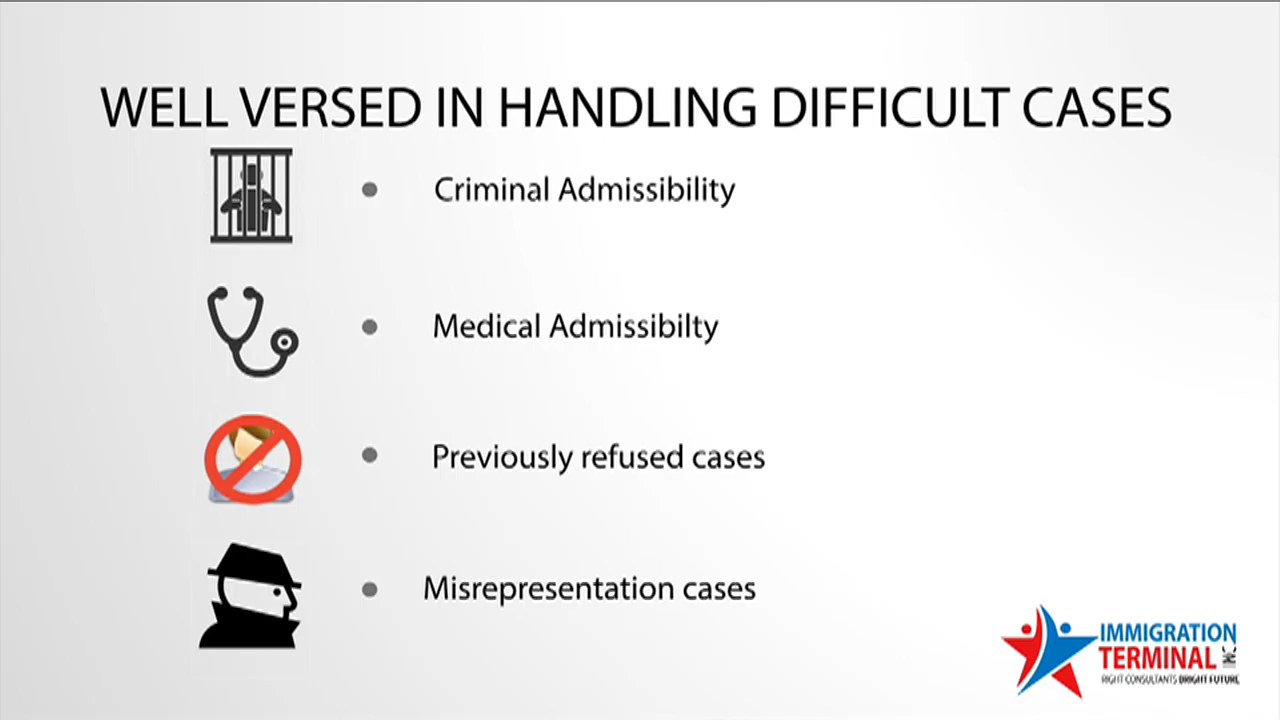 WELL VERSED IN HANDLING DIFFICULT CASES
• Criminal Admissibility
• Medical Admissibilty
• Previously refused cases
• Misrepresentation cases
IMMIGRATION
TERMINAL INC.
RIGHT CONSULTANTS BRIGHT FUTURE